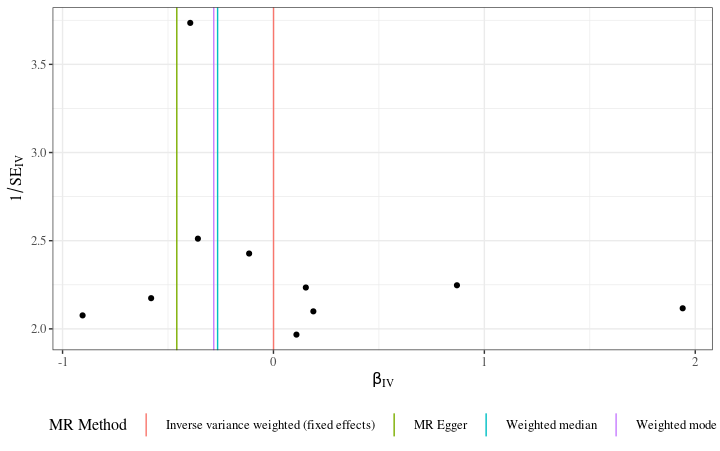 3.5
3.0
2.5
2.0
1/SE_IV
-1 0 1 2
β_IV
MR Method Inverse variance weighted (fixed effects) MR Egger Weighted median Weighted mode